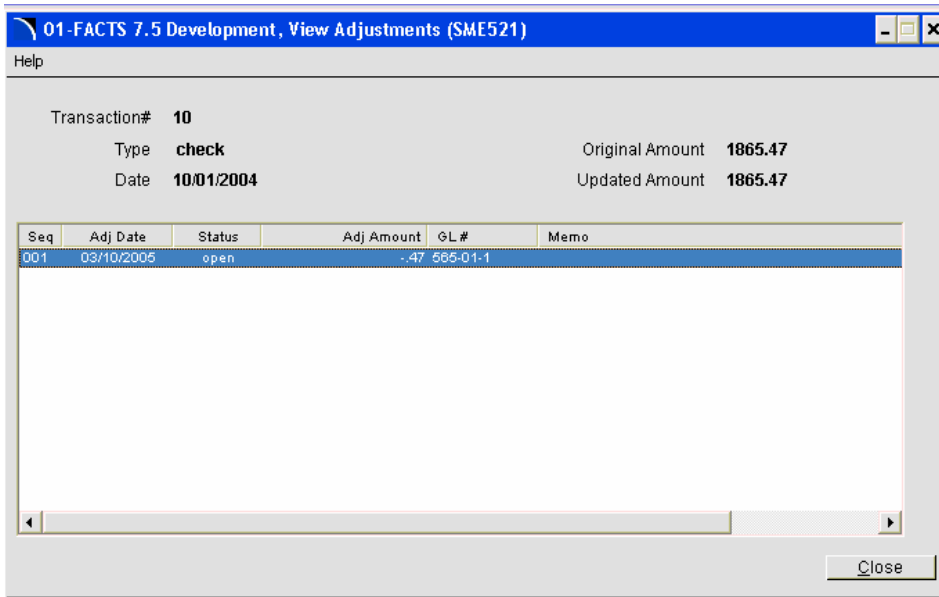 01-FACTS 7.5 Development, View Adjustments (SME521)
Help
Transaction# 10
Type check Original Amount 1865.47
Date 10/01/2004 Updated Amount 1865.47
Seq Adj Date Status Adj Amount GL# Memo
001 03/10/2005 open -.47 565-01-1
Close